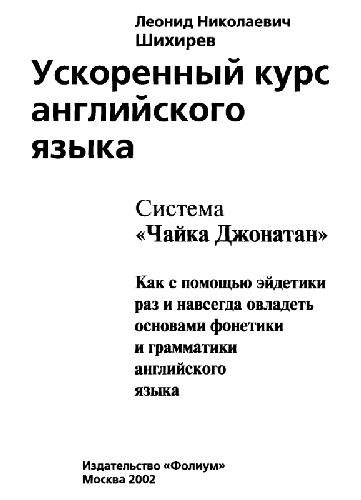 Леонид Николаевич
Шихирев
Ускоренный курс
английского
языка
Система
«Чайка Джонатан»
Как с помощью эйдетики
раз и навсегда овладеть
основами фонетики
и грамматики
английского
языка
Издательство «Фолиум»
Москва 2002